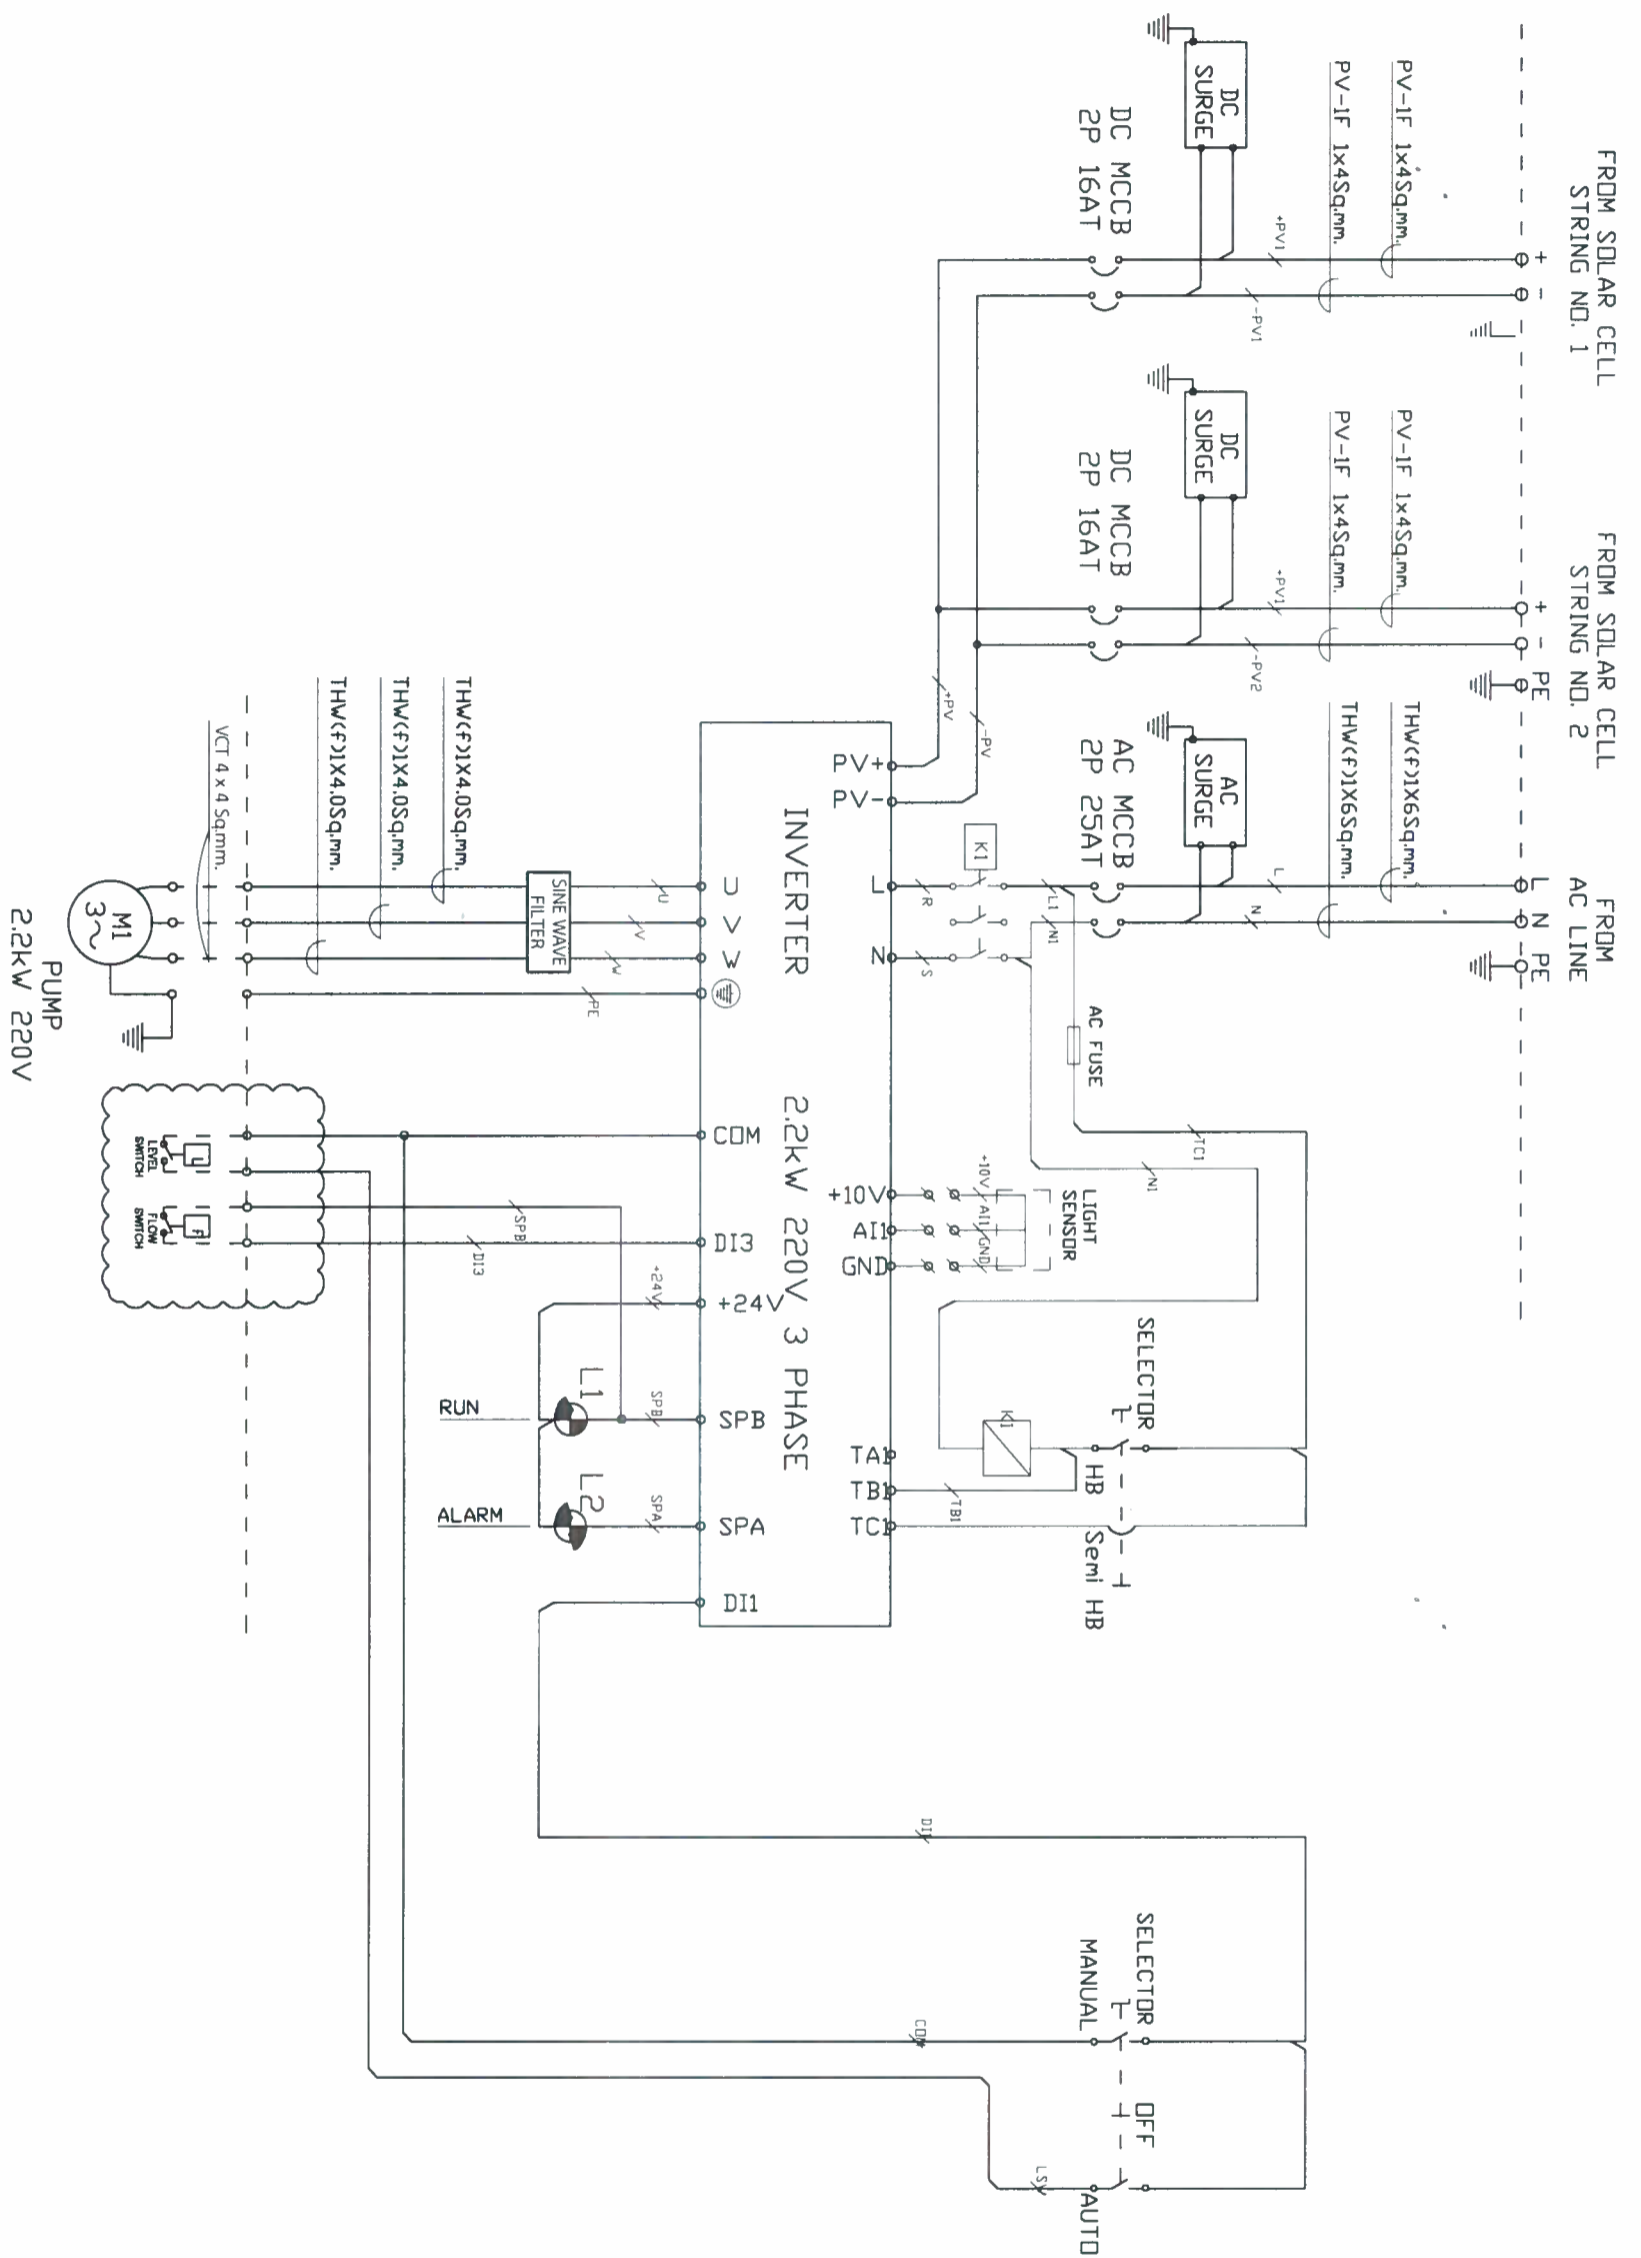 FROM SOLAR CELL
STRING NO. 1
FROM SOLAR CELL
STRING NO. 2
FROM
AC LINE
+
-
+
-
PE
L
N
PE
PV-1F 1x4Sq.mm.
PV-1F 1x4Sq.mm.
PV-1F 1x4Sq.mm.
PV-1F 1x4Sq.mm.
THW(f)1X6Sq.mm.
THW(f)1X6Sq.mm.
DC
SURGE
+PV1
-PV1
DC
SURGE
+PV1
-PV2
AC
SURGE
L
N
DC MCCB
2P 16AT
DC MCCB
2P 16AT
AC MCCB
2P 25AT
L1
N1
AC FUSE
TC1
N1
SELECTOR
HB
Semi HB
SELECTOR
MANUAL
OFF
AUTO
LIGHT
SENSOR
K1
K1
+PV
-PV
R
S
+10V
AI1
GND
TB1
DI1
COM
LS
PV+
PV-
L
N
+10V
AI1
GND
TA1
TB1
TC1
INVERTER 2.2kW 220V 3 PHASE
U
V
W
COM
DI3
+24V
SPB
SPA
DI1
U
V
W
PE
+24V
SPB
SPA
SINE WAVE
FILTER
L1
L2
RUN
ALARM
SPB
DI3
THW(f)1X4.0Sq.mm.
THW(f)1X4.0Sq.mm.
THW(f)1X4.0Sq.mm.
VCT 4 x 4 Sq.mm.
L
F
LEVEL
SWITCH
FLOW
SWITCH
M1
3~
PUMP
2.2kW 220V